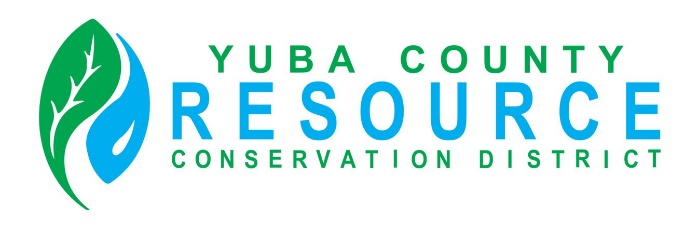 YUBA COUNTY
RESOURCE
CONSERVATION DISTRICT